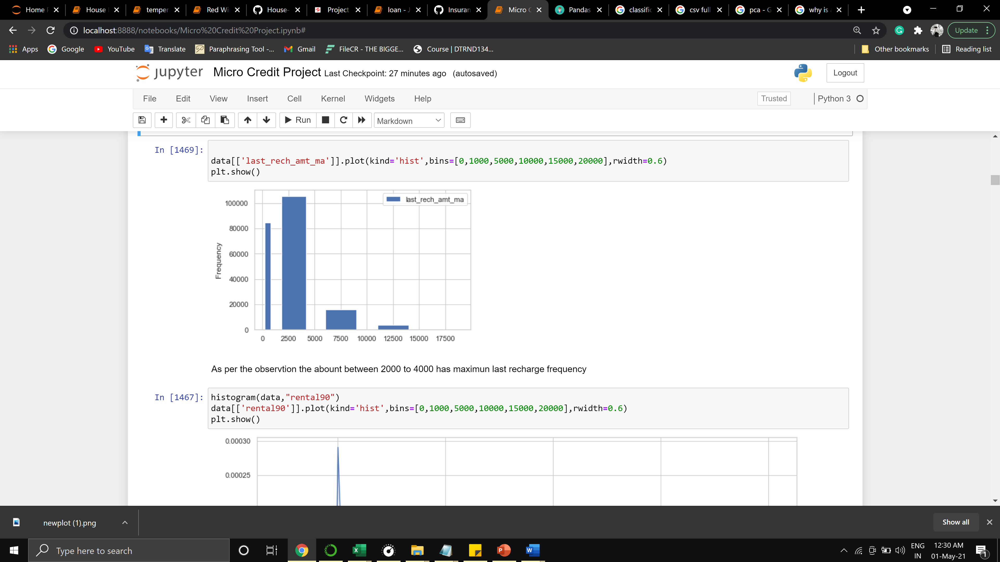 Home P
House
temper
Red Wi
House-
Project
loan - J
Insuran
Micro C
Pandas
classific
csv full
pca - G
why is
localhost:8888/notebooks/Micro%20Credit%20Project.ipynb#
Update
Apps
Google
YouTube
Translate
Paraphrasing Tool -...
Gmail
FileCR - THE BIGGE...
Course | DTRND134...
Other bookmarks
Reading list
jupyter Micro Credit Project Last Checkpoint: 27 minutes ago (autosaved)
Logout
File Edit View Insert Cell Kernel Widgets Help
Trusted
Python 3
Run
Markdown
In [1469]:
data[['last_rech_amt_ma']].plot(kind='hist',bins=[0,1000,5000,10000,15000,20000],rwidth=0.6)
plt.show()
last_rech_amt_ma
100000
80000
60000
40000
20000
0
Frequency
0 2500 5000 7500 10000 12500 15000 17500
As per the observtion the abount between 2000 to 4000 has maximun last recharge frequency
In [1467]:
histogram(data,"rental90")
data[['rental90']].plot(kind='hist',bins=[0,1000,5000,10000,15000,20000],rwidth=0.6)
plt.show()
0.00030
0.00025
newplot (1).png
Show all
Type here to search
ENG
IN
12:30 AM
01-May-21
1